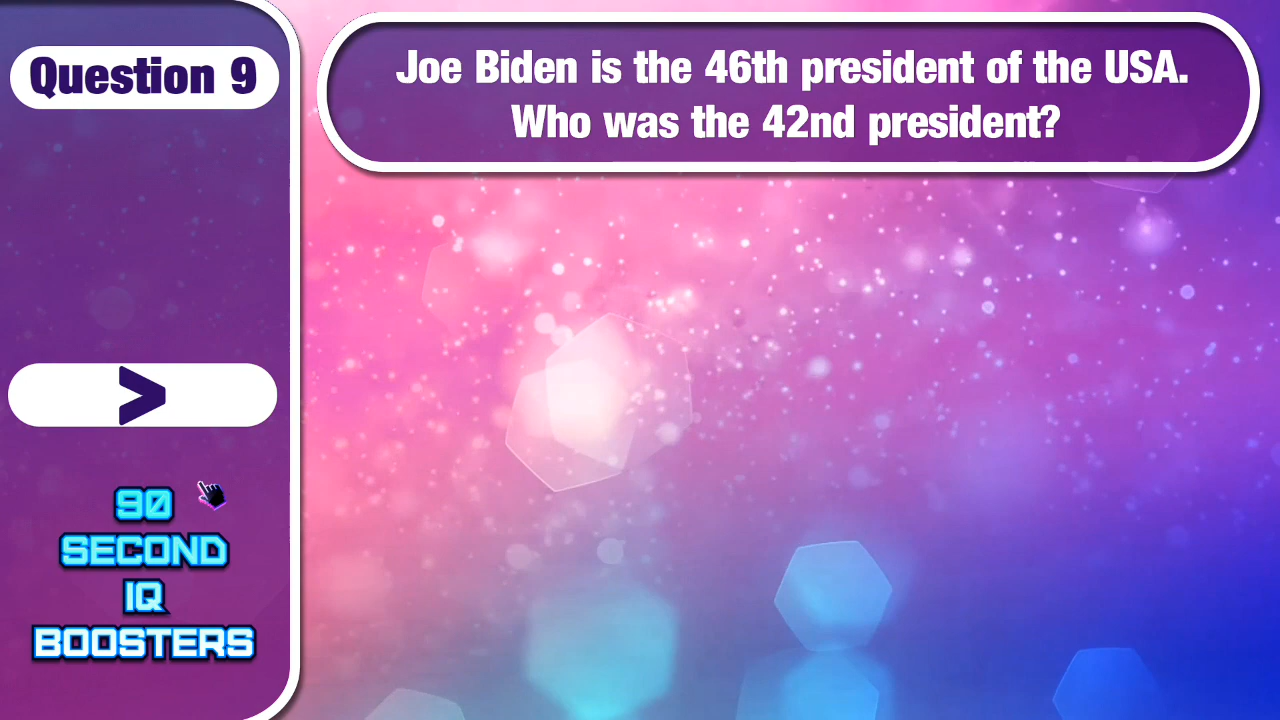 Question 9
Joe Biden is the 46th president of the USA.
Who was the 42nd president?
>
90
SECOND
IQ
BOOSTERS